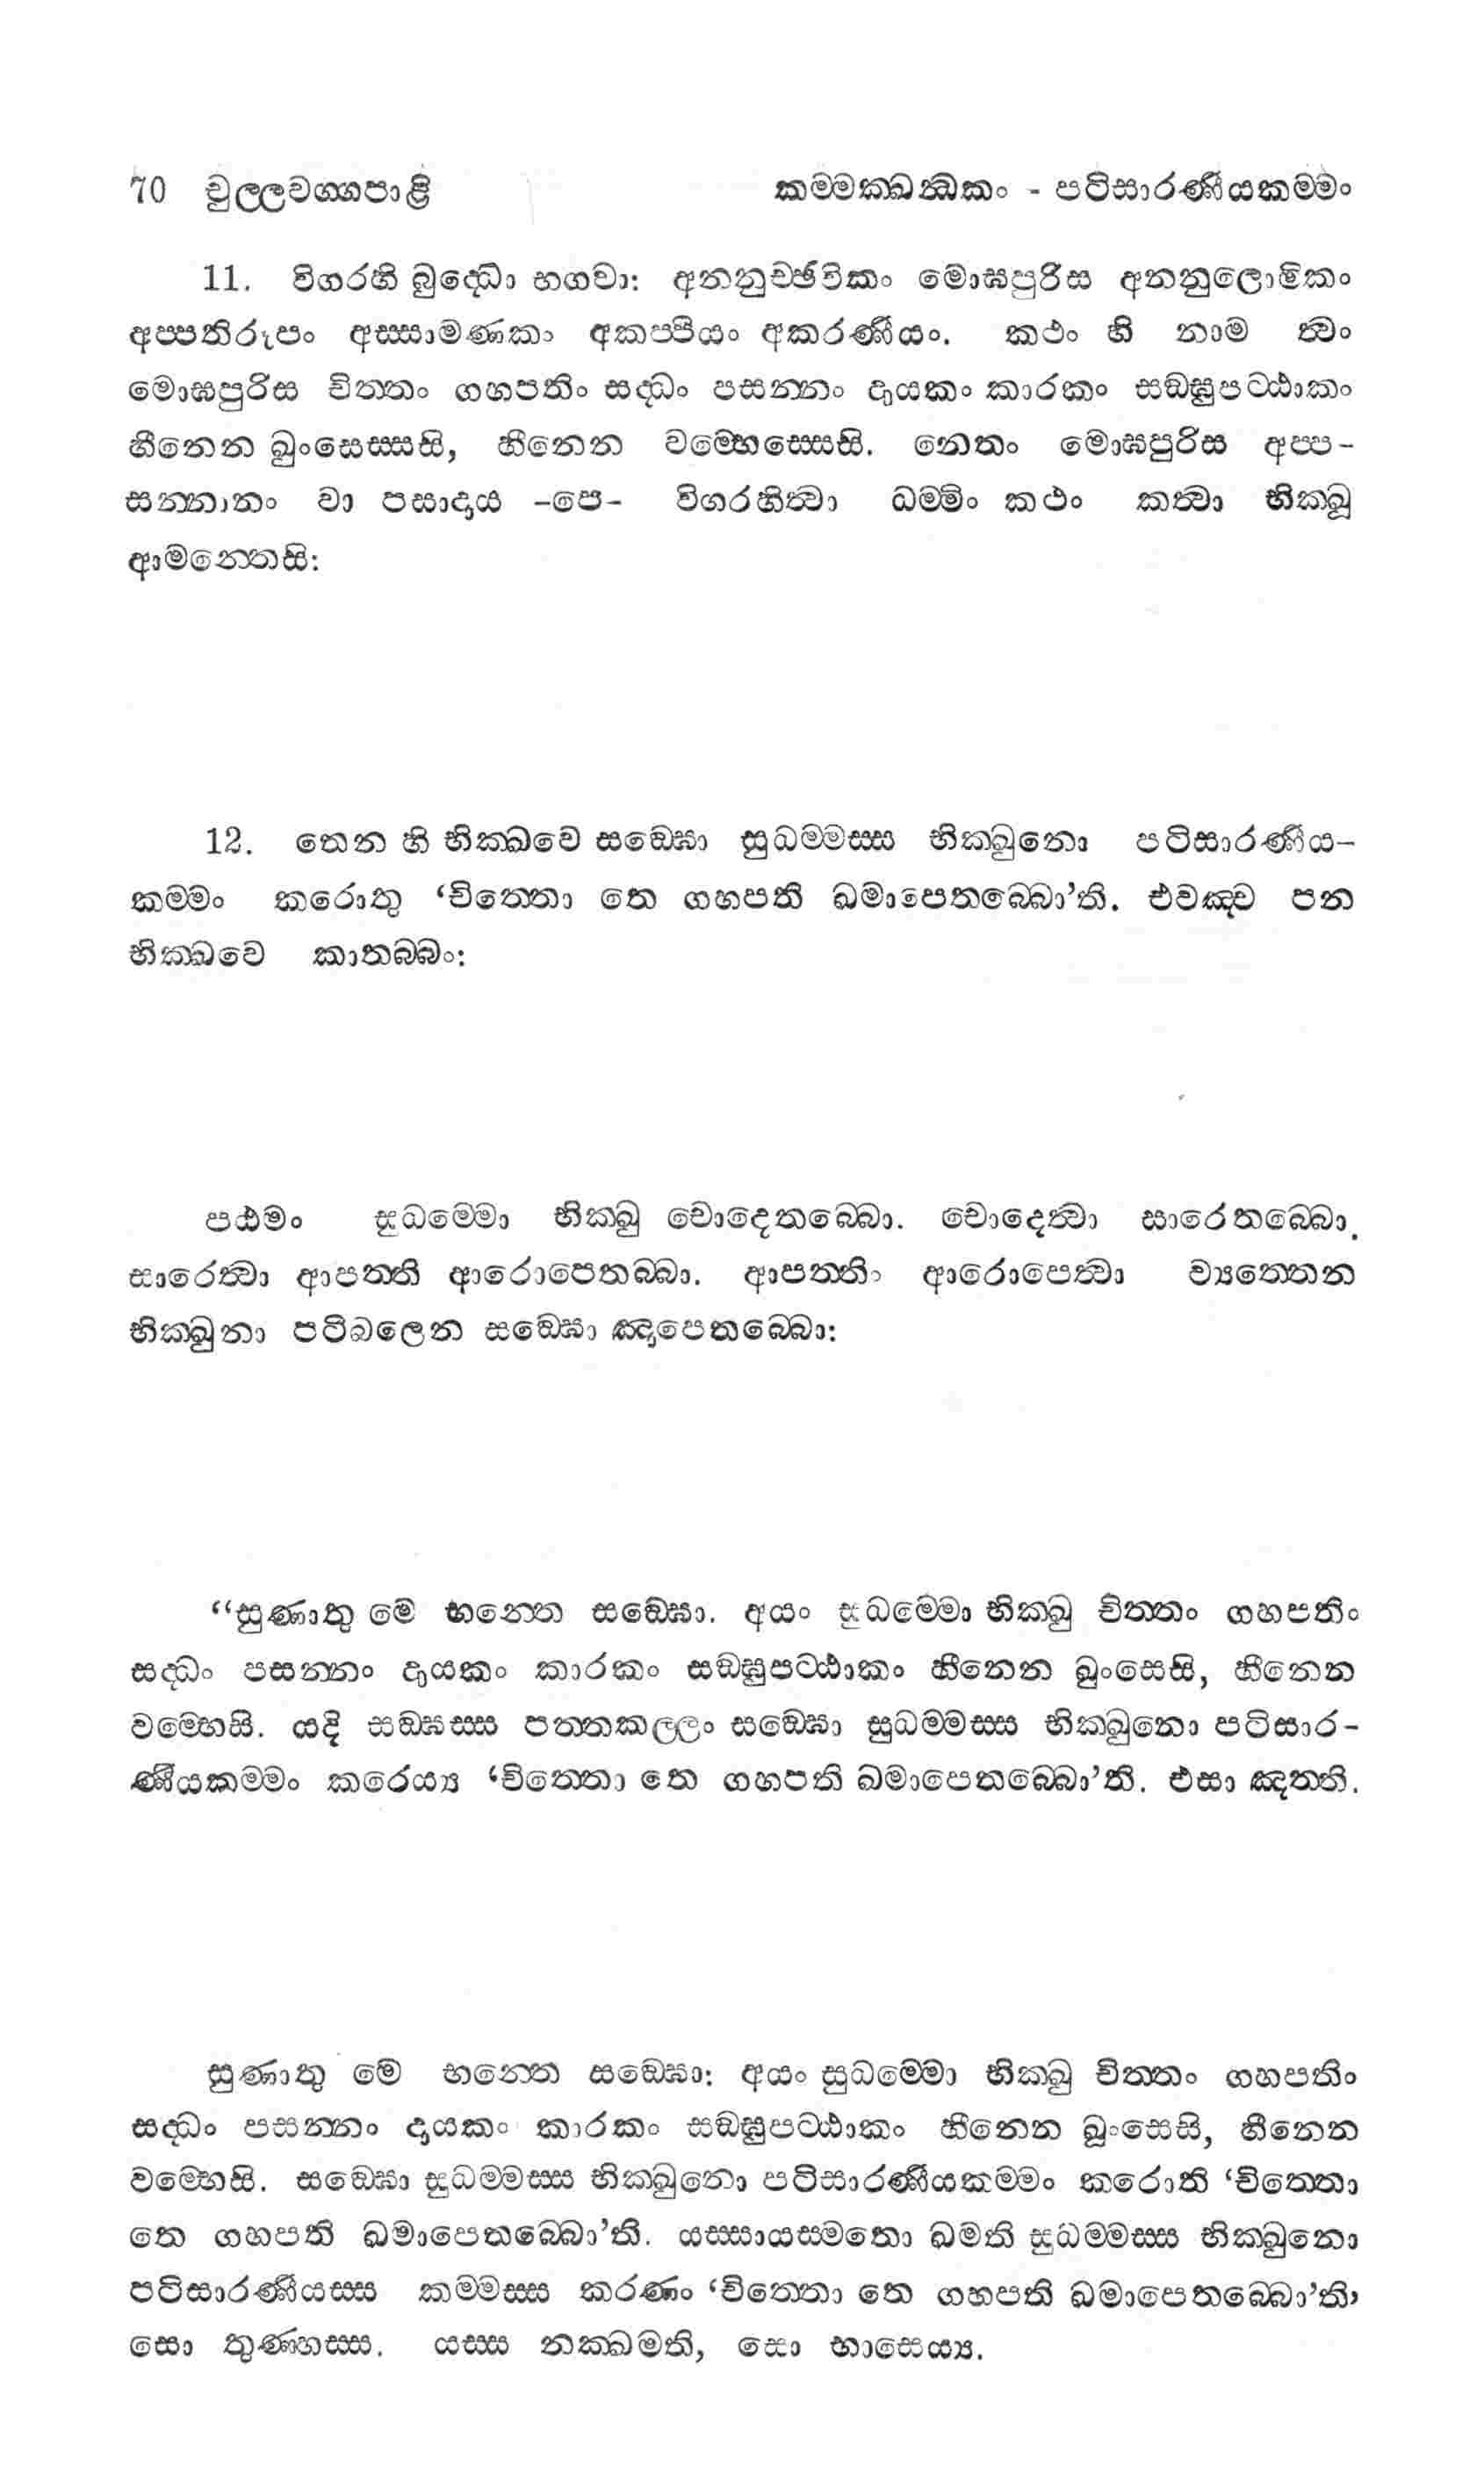 70 චුල්ලවග්ගපාළි කම්මක්ඛන්ධකං - පටිසාරණීයකම්මං
11. විගරහි බුද්ධො භගවා: අනනුච්ඡවිකං මොඝපුරිස අනනුලොමිකං
අප්පතිරූපං අස්සාමණකං අකප්පියං අකරණීයං. කථං හි නාම ත්වං
මොඝපුරිස චිත්තං ගහපතිං සද්ධං පසන්නං දායකං කාරකං සඞ්ඝුපට්ඨාකං
හීනෙන ඛුංසෙස්සසි, හීනෙන වම්භෙස්සෙසි. නෙතං මොඝපුරිස අප්ප-
සන්නානං වා පසාදාය -පෙ- විගරහිත්වා ධම්මිං කථං කත්වා භික්ඛූ
ආමන්තෙසි:
12. තෙන හි භික්ඛවෙ සඞ්ඝො සුධම්මස්ස භික්ඛුනො පටිසාරණීය-
කම්මං කරොතු ‘චිත්තො තෙ ගහපති ඛමාපෙතබ්බො’ති. එවඤ්ච පන
භික්ඛවෙ කාතබ්බං:
පඨමං සුධම්මො භික්ඛු චොදෙතබ්බො. චොදෙත්වා සාරෙතබ්බො.
සාරෙත්වා ආපත්ති ආරොපෙතබ්බා. ආපත්තිං ආරොපෙත්වා ව්‍යත්තෙන
භික්ඛුනා පටිබලෙන සඞ්ඝො ඤාපෙතබ්බො:
“සුණාතු මෙ භන්තෙ සඞ්ඝො. අයං සුධම්මො භික්ඛු චිත්තං ගහපතිං
සද්ධං පසන්නං දායකං කාරකං සඞ්ඝුපට්ඨාකං හීනෙන ඛුංසෙසි, හීනෙන
වම්භෙසි. යදි සඞ්ඝස්ස පත්තකල්ලං සඞ්ඝො සුධම්මස්ස භික්ඛුනො පටිසාර-
ණීයකම්මං කරෙය්‍ය ‘චිත්තො තෙ ගහපති ඛමාපෙතබ්බො’ති. එසා ඤත්ති.
සුණාතු මෙ භන්තෙ සඞ්ඝො: අයං සුධම්මො භික්ඛු චිත්තං ගහපතිං
සද්ධං පසන්නං දායකං කාරකං සඞ්ඝුපට්ඨාකං හීනෙන ඛුංසෙසි, හීනෙන
වම්භෙසි. සඞ්ඝො සුධම්මස්ස භික්ඛුනො පටිසාරණීයකම්මං කරොති ‘චිත්තො
තෙ ගහපති ඛමාපෙතබ්බො’ති. යස්සායස්මතො ඛමති සුධම්මස්ස භික්ඛුනො
පටිසාරණීයස්ස කම්මස්ස කරණං ‘චිත්තො තෙ ගහපති ඛමාපෙතබ්බො’ති,
සො තුණ්හස්ස. යස්ස නක්ඛමති, සො භාසෙය්‍ය.